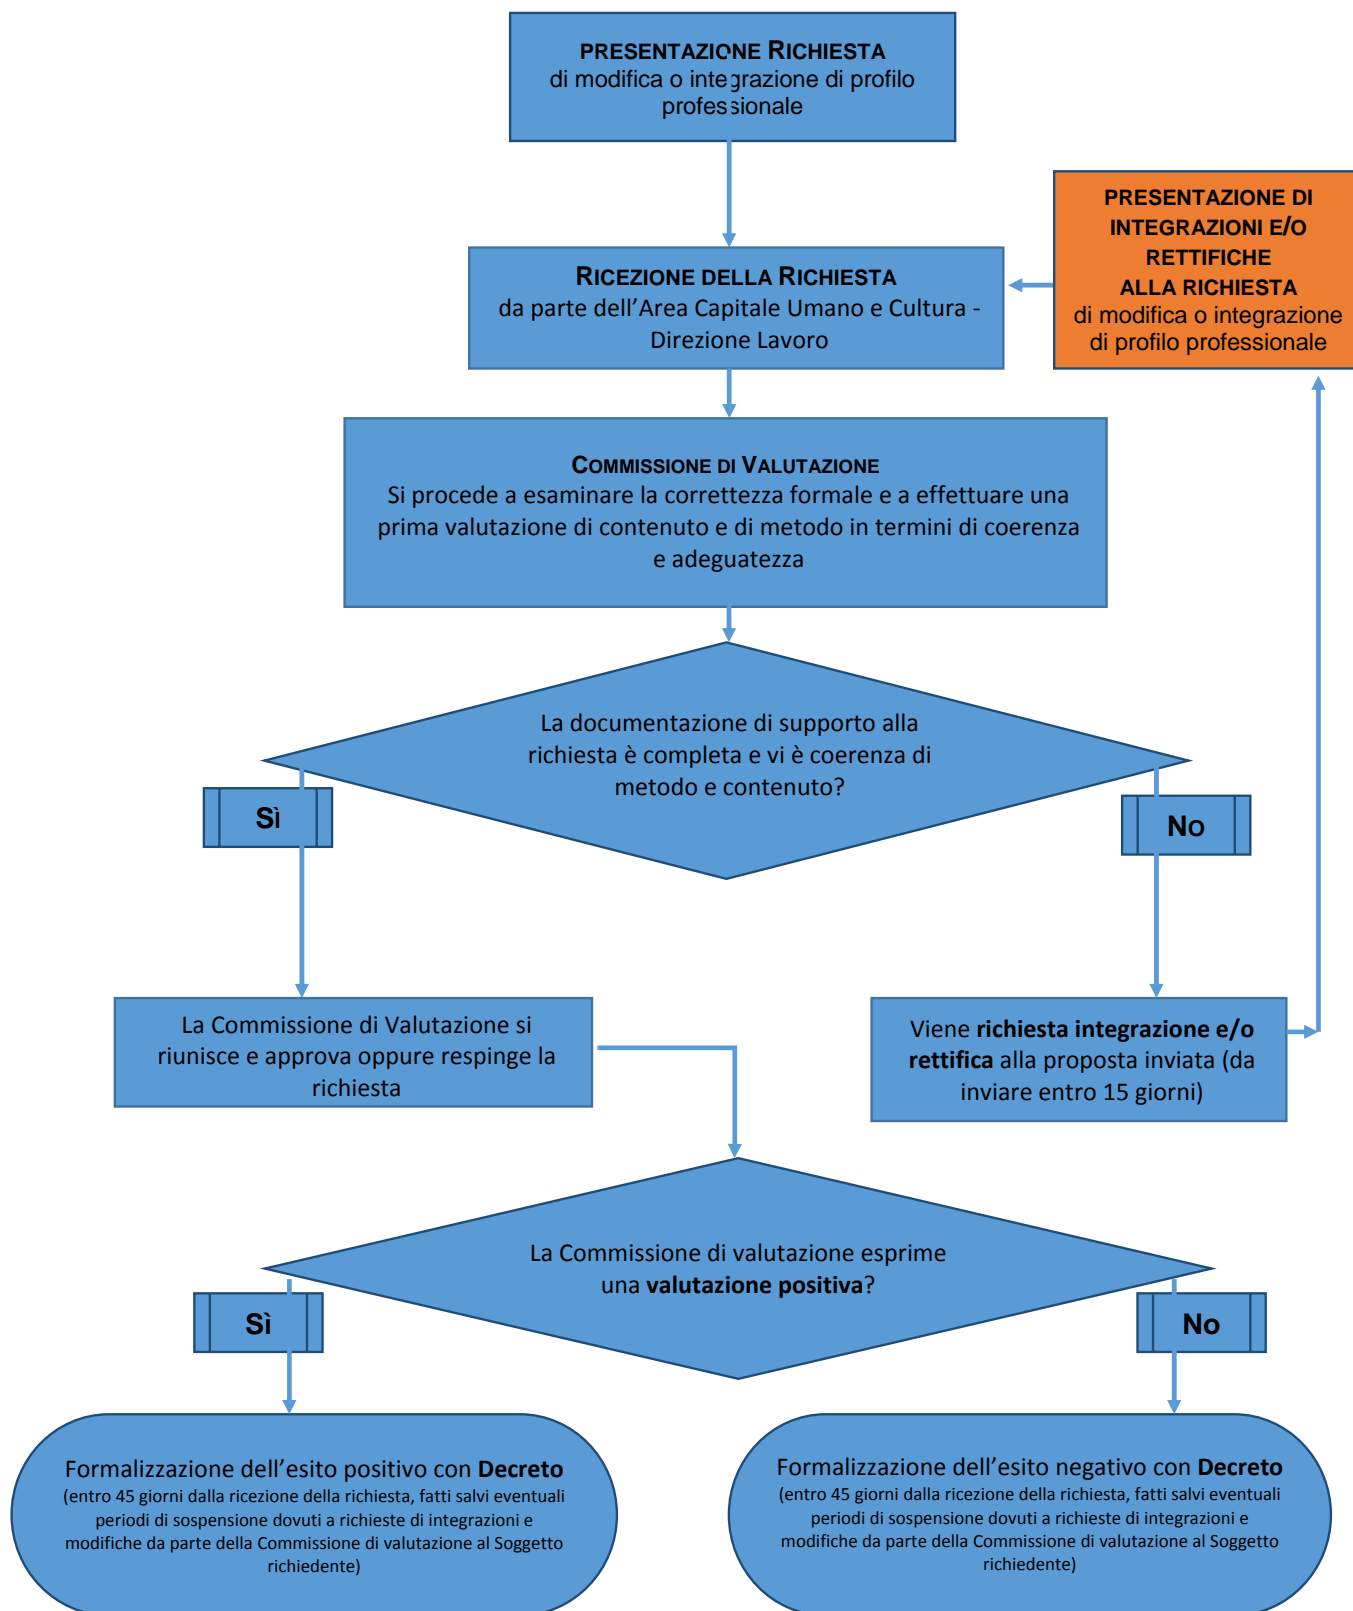 PRESENTAZIONE RICHIESTA
di modifica o integrazione di profilo
professionale
PRESENTAZIONE DI
INTEGRAZIONI E/O
RETTIFICHE
ALLA RICHIESTA
di modifica o integrazione
di profilo professionale
RICEZIONE DELLA RICHIESTA
da parte dell’Area Capitale Umano e Cultura -
Direzione Lavoro
COMMISSIONE DI VALUTAZIONE
Si procede a esaminare la correttezza formale e a effettuare una
prima valutazione di contenuto e di metodo in termini di coerenza
e adeguatezza
La documentazione di supporto alla
richiesta è completa e vi è coerenza di
metodo e contenuto?
SÌ
NO
La Commissione di Valutazione si
riunisce e approva oppure respinge la
richiesta
Viene richiesta integrazione e/o
rettifica alla proposta inviata (da
inviare entro 15 giorni)
La Commissione di valutazione esprime
una valutazione positiva?
Sì
No
Formalizzazione dell’esito positivo con Decreto
(entro 45 giorni dalla ricezione della richiesta, fatti salvi eventuali
periodi di sospensione dovuti a richieste di integrazioni e
modifiche da parte della Commissione di valutazione al Soggetto
richiedente)
Formalizzazione dell’esito negativo con Decreto
(entro 45 giorni dalla ricezione della richiesta, fatti salvi eventuali
periodi di sospensione dovuti a richieste di integrazioni e
modifiche da parte della Commissione di valutazione al Soggetto
richiedente)